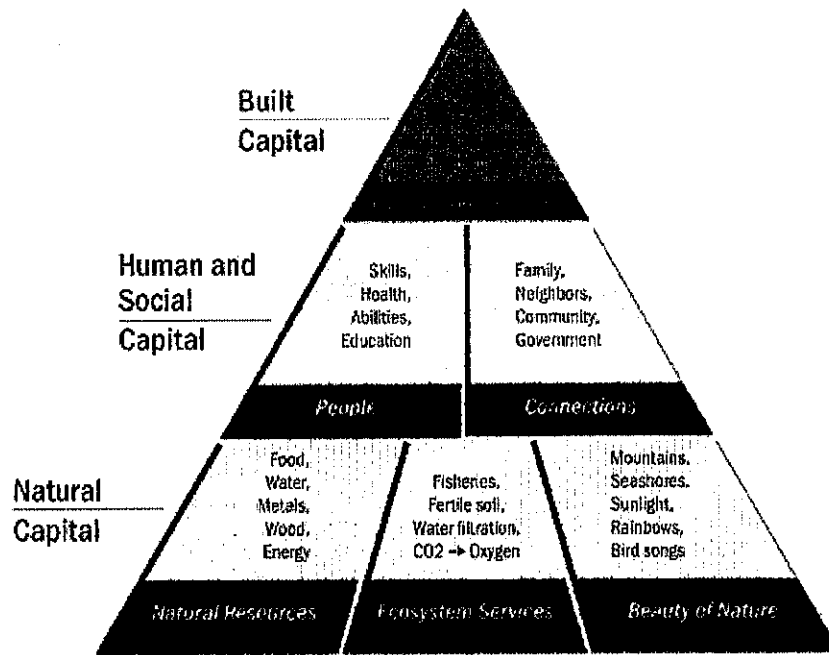 Built
Capital
Human and
Social
Capital
Skills,
Health,
Abilities,
Education
People
Family,
Neighbors,
Community,
Government
Connections
Natural
Capital
Food,
Water,
Metals,
Wood,
Energy
Natural Resources
Fisheries,
Fertile soil,
Water filtration,
CO2 → Oxygen
Ecosystem Services
Mountains,
Seashores,
Sunlight,
Rainbows,
Bird songs
Beauty of Nature